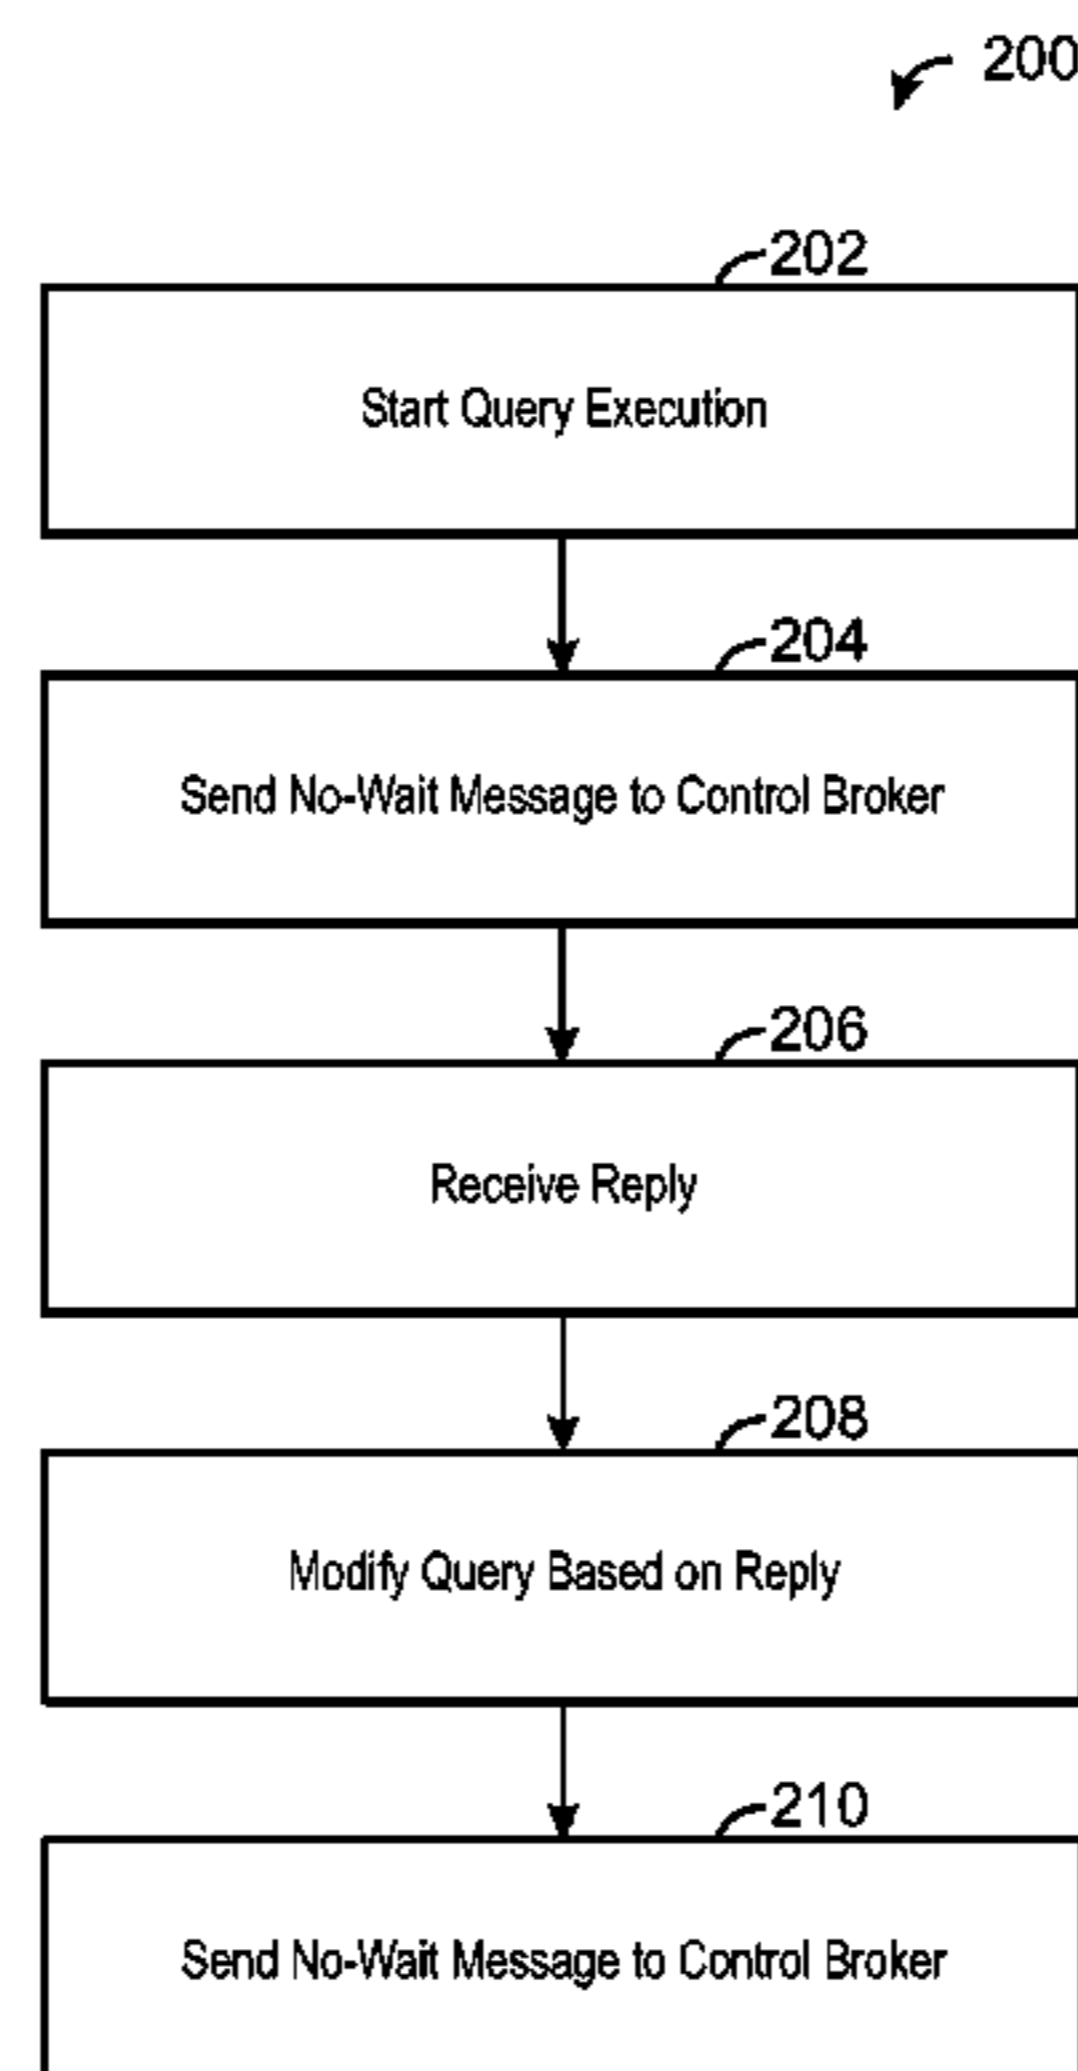 200
202
Start Query Execution
204
Send No-Wait Message to Control Broker
206
Receive Reply
208
Modify Query Based on Reply
210
Send No-Wait Message to Control Broker